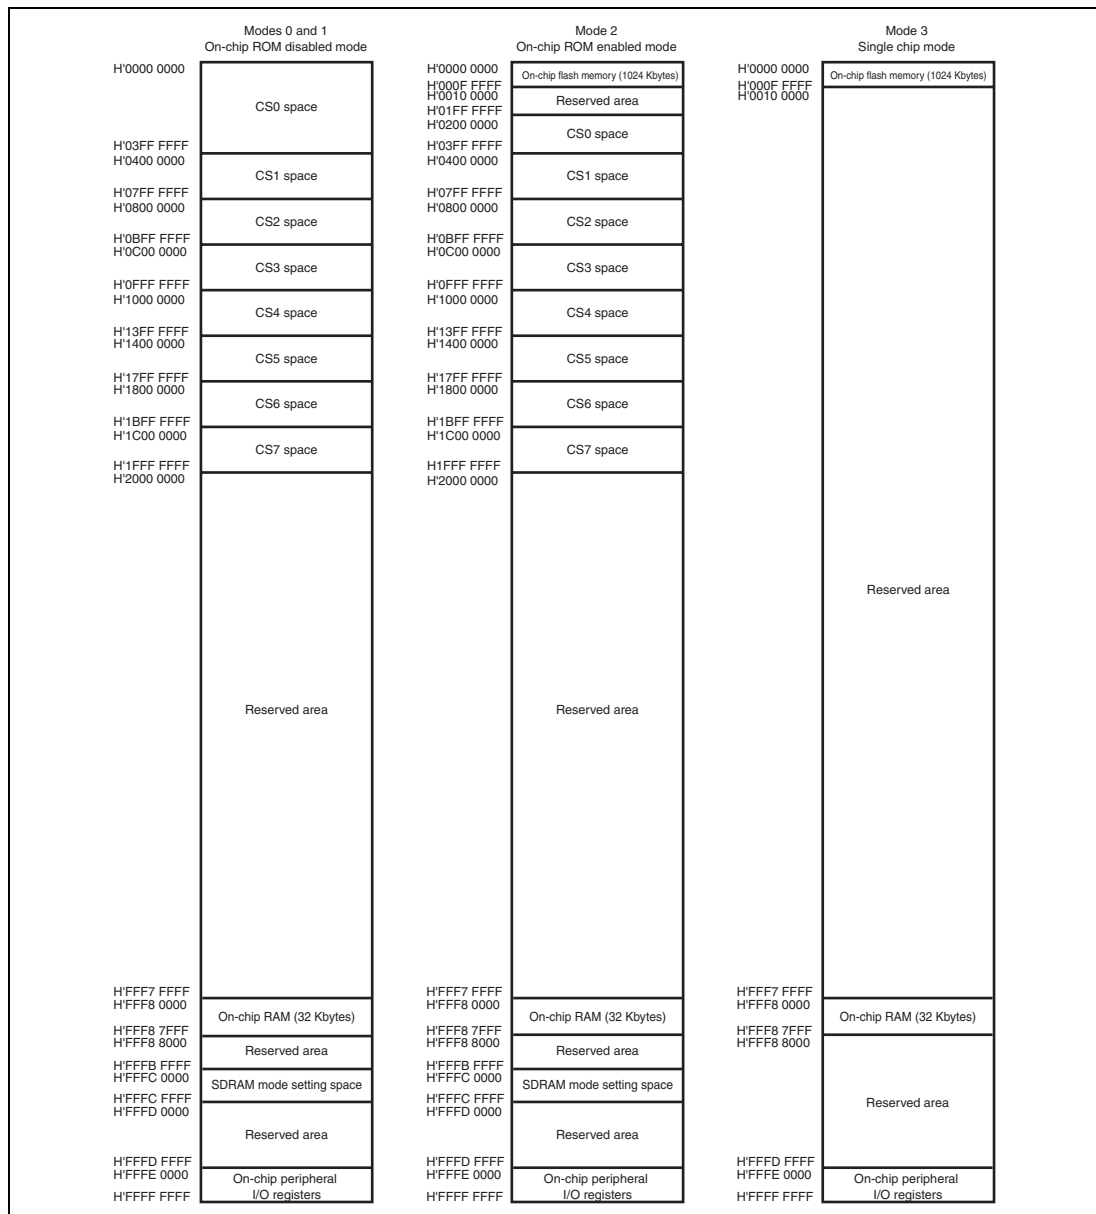 Modes 0 and 1
On-chip ROM disabled mode
H'0000 0000
CS0 space
H'03FF FFFF
H'0400 0000
CS1 space
H'07FF FFFF
H'0800 0000
CS2 space
H'0BFF FFFF
H'0C00 0000
CS3 space
H'0FFF FFFF
H'1000 0000
CS4 space
H'13FF FFFF
H'1400 0000
CS5 space
H'17FF FFFF
H'1800 0000
CS6 space
H'1BFF FFFF
H'1C00 0000
CS7 space
H'1FFF FFFF
H'2000 0000
Reserved area
H'FFF7 FFFF
H'FFF8 0000
On-chip RAM (32 Kbytes)
H'FFF8 7FFF
H'FFF8 8000
Reserved area
H'FFFB FFFF
H'FFFC 0000
SDRAM mode setting space
H'FFFC FFFF
H'FFFD 0000
Reserved area
H'FFFD FFFF
H'FFFE 0000
On-chip peripheral
I/O registers
H'FFFF FFFF
Mode 2
On-chip ROM enabled mode
H'0000 0000
On-chip flash memory (1024 Kbytes)
H'000F FFFF
H'0010 0000
Reserved area
H'01FF FFFF
H'0200 0000
CS0 space
H'03FF FFFF
H'0400 0000
CS1 space
H'07FF FFFF
H'0800 0000
CS2 space
H'0BFF FFFF
H'0C00 0000
CS3 space
H'0FFF FFFF
H'1000 0000
CS4 space
H'13FF FFFF
H'1400 0000
CS5 space
H'17FF FFFF
H'1800 0000
CS6 space
H'1BFF FFFF
H'1C00 0000
CS7 space
H1FFF FFFF
H'2000 0000
Reserved area
H'FFF7 FFFF
H'FFF8 0000
On-chip RAM (32 Kbytes)
H'FFF8 7FFF
H'FFF8 8000
Reserved area
H'FFFB FFFF
H'FFFC 0000
SDRAM mode setting space
H'FFFC FFFF
H'FFFD 0000
Reserved area
H'FFFD FFFF
H'FFFE 0000
On-chip peripheral
I/O registers
H'FFFF FFFF
Mode 3
Single chip mode
H'0000 0000
On-chip flash memory (1024 Kbytes)
H'000F FFFF
H'0010 0000
Reserved area
H'FFF7 FFFF
H'FFF8 0000
On-chip RAM (32 Kbytes)
H'FFF8 7FFF
H'FFF8 8000
Reserved area
H'FFFD FFFF
H'FFFE 0000
On-chip peripheral
I/O registers
H'FFFF FFFF